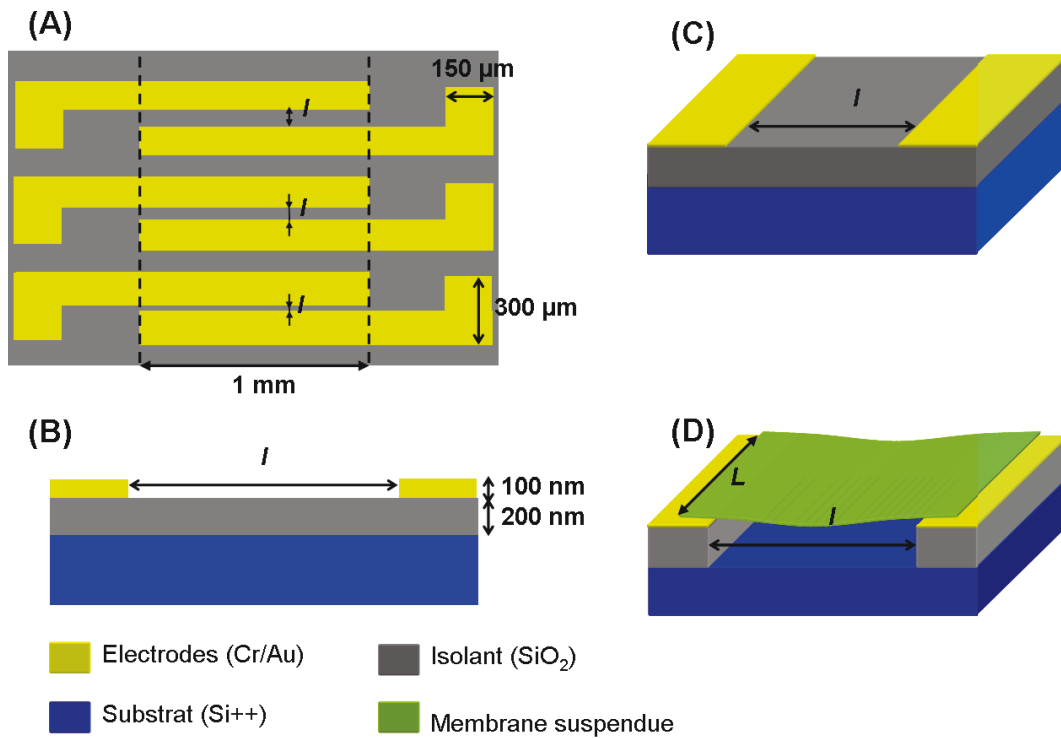 (A)
150 µm
l
l
l
300 µm
1 mm
(B)
l
100 nm
200 nm
(C)
l
(D)
L
l
Electrodes (Cr/Au)
Isolant (SiO₂)
Substrat (Si++)
Membrane suspendue